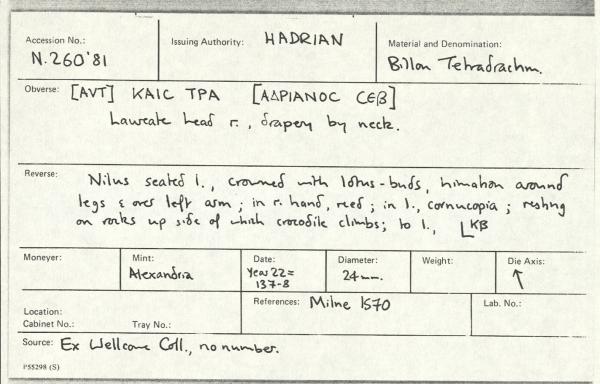 Accession No.: Issuing Authority: HADRIAN Material and Denomination:
N.260'81 Billon Tetradrachm.
Obverse: [AVT] KAIC TPA [AΔPIANOC CЄB]
Laureate head r., drapery by neck.
Reverse:
Nilus seated l., crowned with lotus-buds, himation around
legs & over left arm; in r. hand, reed; in l., cornucopia; resting
on rocks up side of which crocodile climbs; to l., LKB
Moneyer: Mint: Date: Diameter: Weight: Die Axis:
Alexandria Year 22 = 24mm. ↑
137-8
References: Milne 1570 Lab. No.:
Location:
Cabinet No.: Tray No.:
Source: Ex Wellcome Coll., no number.
P55298 (S)